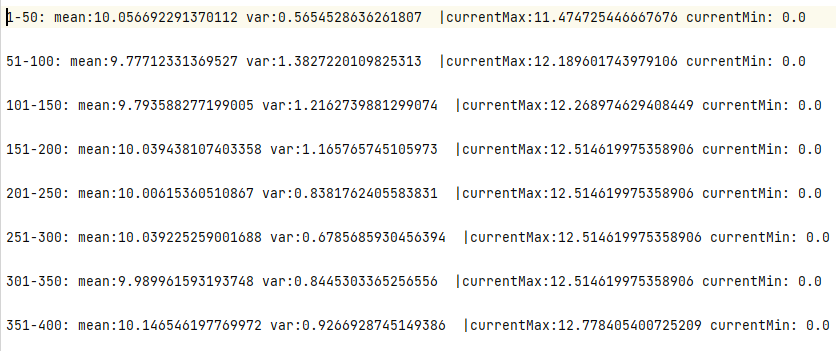 1-50: mean:10.056692291370112 var:0.5654528636261807  |currentMax:11.474725446667676 currentMin: 0.0
51-100: mean:9.77712331369527 var:1.3827220109825313  |currentMax:12.189601743979106 currentMin: 0.0
101-150: mean:9.793588277199005 var:1.2162739881299074  |currentMax:12.268974629408449 currentMin: 0.0
151-200: mean:10.039438107403358 var:1.165765745105973  |currentMax:12.514619975358906 currentMin: 0.0
201-250: mean:10.00615360510867 var:0.8381762405583831  |currentMax:12.514619975358906 currentMin: 0.0
251-300: mean:10.039225259001688 var:0.6785685930456394  |currentMax:12.514619975358906 currentMin: 0.0
301-350: mean:9.989961593193748 var:0.8445303365256556  |currentMax:12.514619975358906 currentMin: 0.0
351-400: mean:10.146546197769972 var:0.9266928745149386  |currentMax:12.778405400725209 currentMin: 0.0